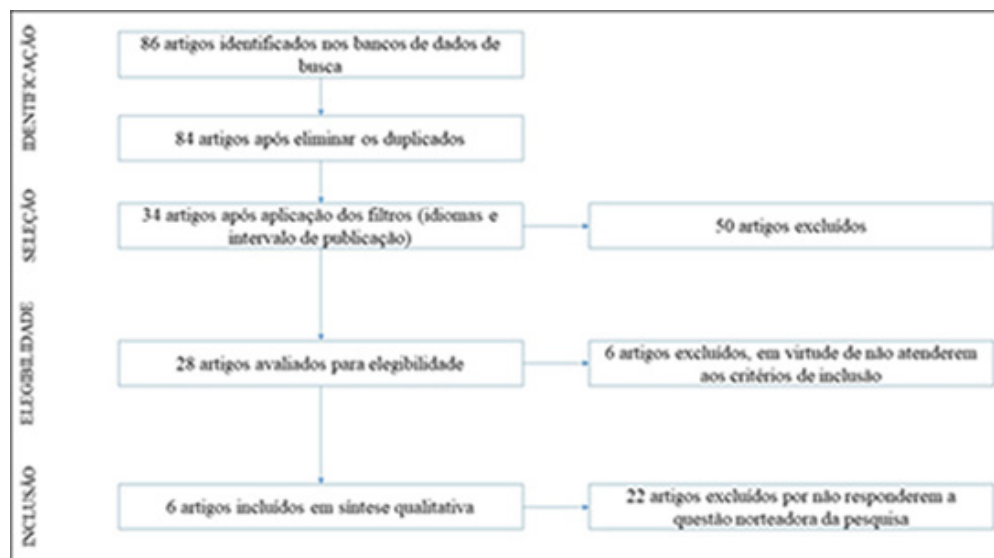 IDENTIFICAÇÃO
86 artigos identificados nos bancos de dados de
busca
84 artigos após eliminar os duplicados
SELEÇÃO
34 artigos após aplicação dos filtros (idiomas e
intervalo de publicação)
50 artigos excluídos
ELEGIBILIDADE
28 artigos avaliados para elegibilidade
6 artigos excluídos, em virtude de não atenderem
aos critérios de inclusão
INCLUSÃO
6 artigos incluídos em síntese qualitativa
22 artigos excluídos por não responderem a
questão norteadora da pesquisa